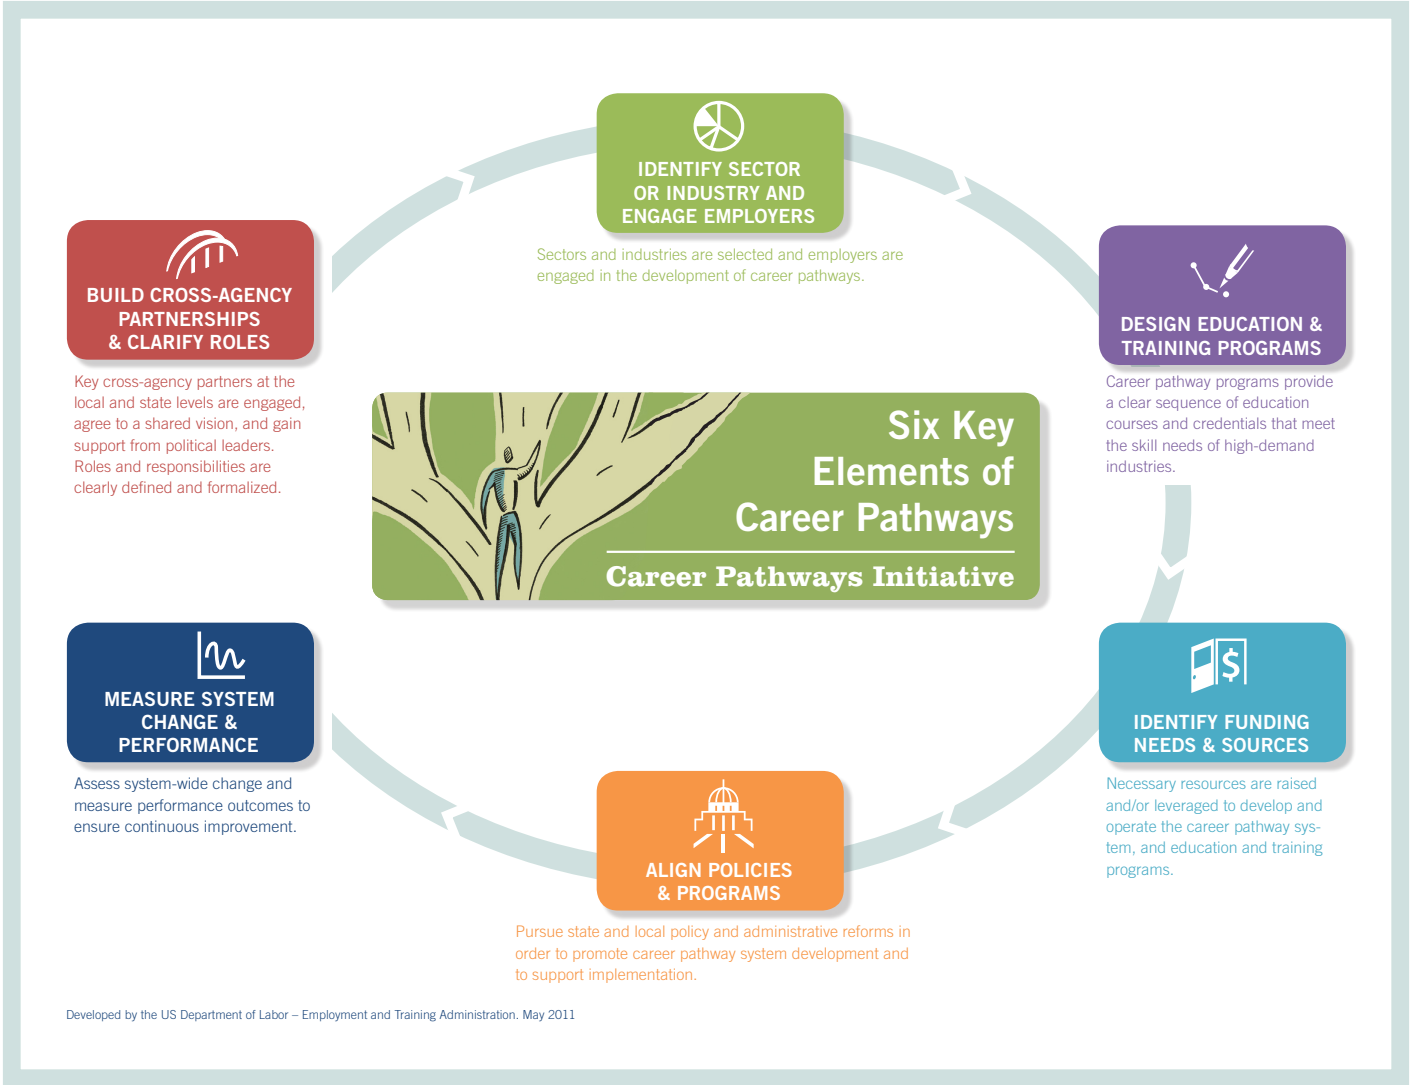 IDENTIFY SECTOR
OR INDUSTRY AND
ENGAGE EMPLOYERS
Sectors and industries are selected and employers are
engaged in the development of career pathways.
BUILD CROSS-AGENCY
PARTNERSHIPS
& CLARIFY ROLES
Key cross-agency partners at the
local and state levels are engaged,
agree to a shared vision, and gain
support from political leaders.
Roles and responsibilities are
clearly defined and formalized.
DESIGN EDUCATION &
TRAINING PROGRAMS
Career pathway programs provide
a clear sequence of education
courses and credentials that meet
the skill needs of high-demand
industries.
Six Key
Elements of
Career Pathways
Career Pathways Initiative
MEASURE SYSTEM
CHANGE &
PERFORMANCE
Assess system-wide change and
measure performance outcomes to
ensure continuous improvement.
$
IDENTIFY FUNDING
NEEDS & SOURCES
Necessary resources are raised
and/or leveraged to develop and
operate the career pathway sys-
tem, and education and training
programs.
ALIGN POLICIES
& PROGRAMS
Pursue state and local policy and administrative reforms in
order to promote career pathway system development and
to support implementation.
Developed by the US Department of Labor – Employment and Training Administration. May 2011